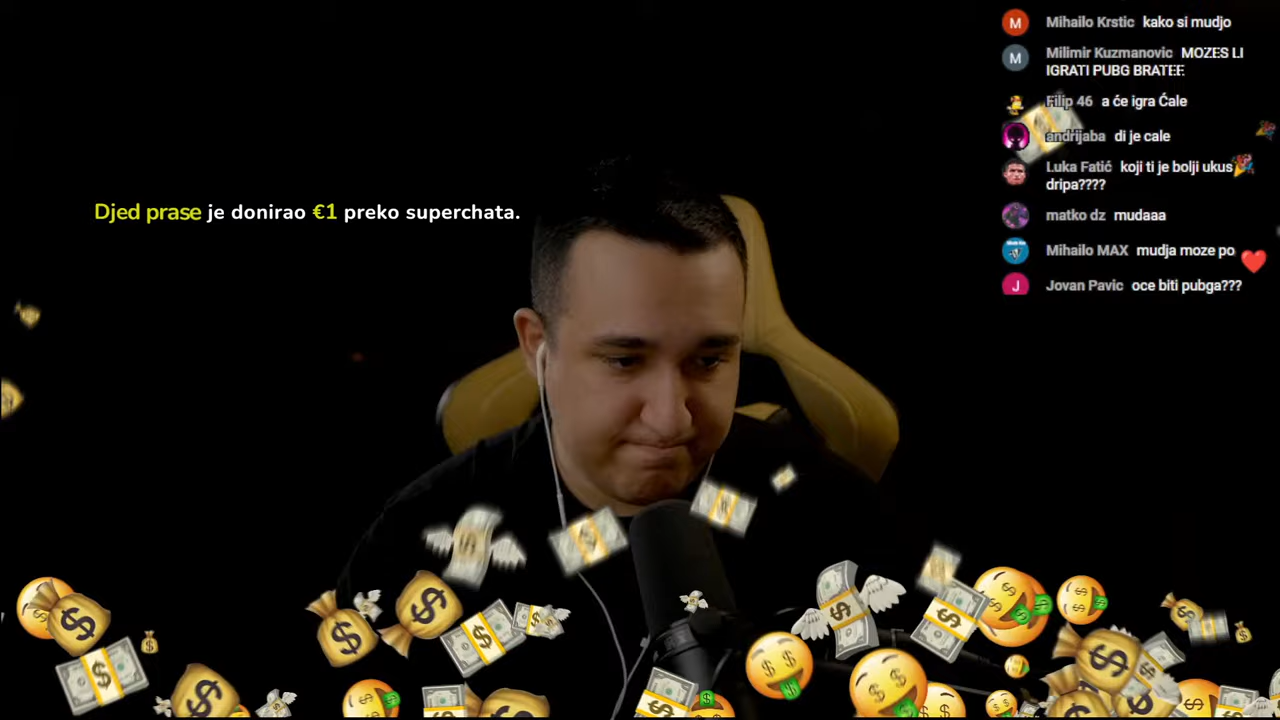 Mihailo Krstic kako si mudjo
Milimir Kuzmanovic MOZES LI
IGRATI PUBG BRATEE
Filip 46 a će igra Ćale
andrijaba di je cale
Luka Fatić koji ti je bolji ukus
dripa????
matko dz mudaaa
Mihailo MAX mudja moze po
Jovan Pavic oce biti pubga???
Djed prase je donirao €1 preko superchata.